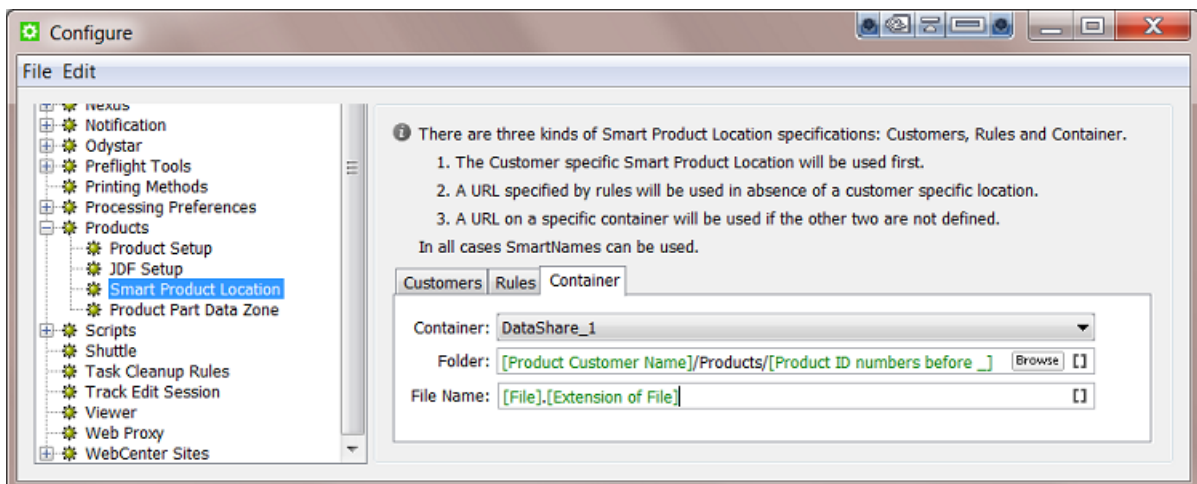 Configure
File Edit
Nexus
Notification
Odystar
Preflight Tools
Printing Methods
Processing Preferences
Products
Product Setup
JDF Setup
Smart Product Location
Product Part Data Zone
Scripts
Shuttle
Task Cleanup Rules
Track Edit Session
Viewer
Web Proxy
WebCenter Sites
There are three kinds of Smart Product Location specifications: Customers, Rules and Container.
1. The Customer specific Smart Product Location will be used first.
2. A URL specified by rules will be used in absence of a customer specific location.
3. A URL on a specific container will be used if the other two are not defined.
In all cases SmartNames can be used.
Customers Rules Container
Container: DataShare_1
Folder: [Product Customer Name]/Products/[Product ID numbers before _] Browse []
File Name: [File].[Extension of File] []